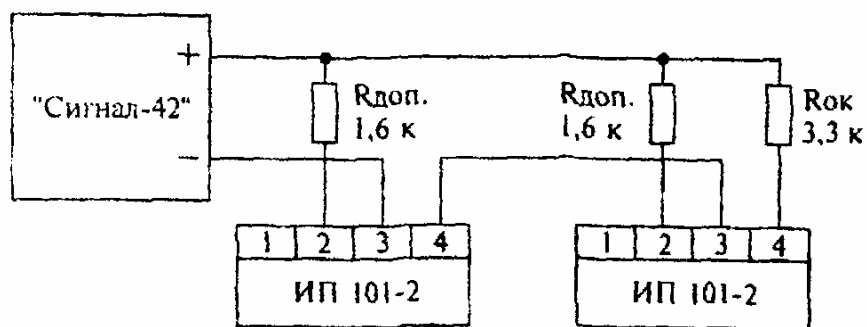 +
"Сигнал-42"
−
Rдоп.
1,6 к
Rдоп.
1,6 к
Rок
3,3 к
1 2 3 4
ИП 101-2
1 2 3 4
ИП 101-2